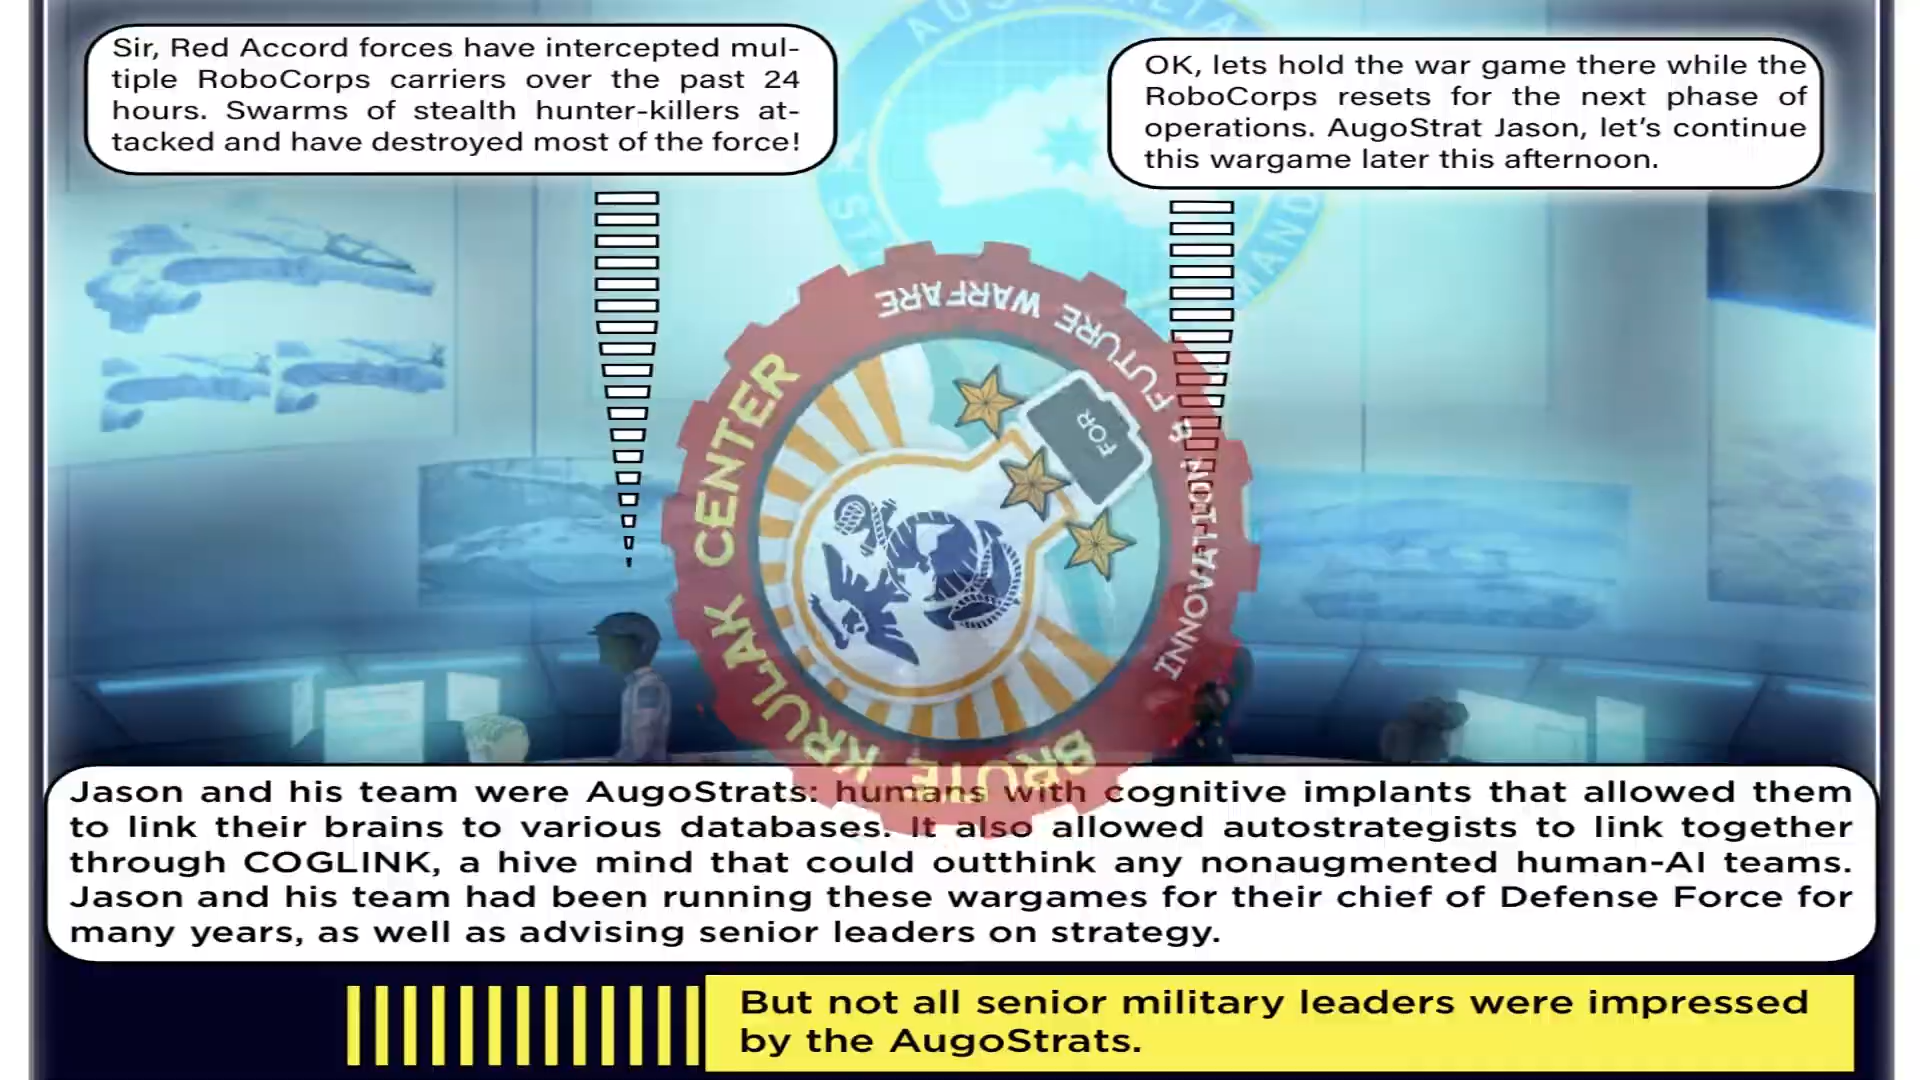 Sir, Red Accord forces have intercepted mul-
tiple RoboCorps carriers over the past 24
hours. Swarms of stealth hunter-killers at-
tacked and have destroyed most of the force!
OK, lets hold the war game there while the
RoboCorps resets for the next phase of
operations. AugoStrat Jason, let's continue
this wargame later this afternoon.
AUSTRALIA
MAND
BRUTE KRULAK CENTER
FOR
INNOVATION & FUTURE WARFARE
Jason and his team were AugoStrats: humans with cognitive implants that allowed them
to link their brains to various databases. It also allowed autostrategists to link together
through COGLINK, a hive mind that could outthink any nonaugmented human-AI teams.
Jason and his team had been running these wargames for their chief of Defense Force for
many years, as well as advising senior leaders on strategy.
But not all senior military leaders were impressed
by the AugoStrats.